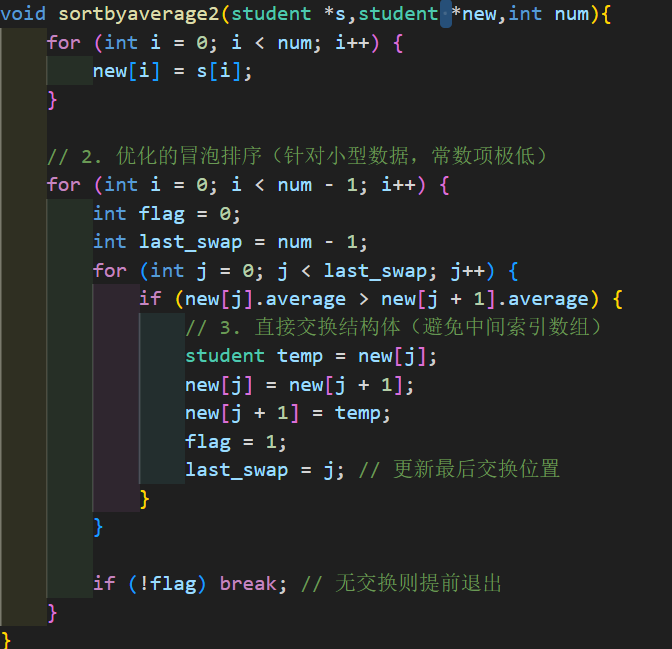 void sortbyaverage2(student *s,student *new,int num){
    for (int i = 0; i < num; i++) {
        new[i] = s[i];
    }
    // 2. 优化的冒泡排序（针对小型数据，常数项极低）
    for (int i = 0; i < num - 1; i++) {
        int flag = 0;
        int last_swap = num - 1;
        for (int j = 0; j < last_swap; j++) {
            if (new[j].average > new[j + 1].average) {
                // 3. 直接交换结构体（避免中间索引数组）
                student temp = new[j];
                new[j] = new[j + 1];
                new[j + 1] = temp;
                flag = 1;
                last_swap = j; // 更新最后交换位置
            }
        }
        if (!flag) break; // 无交换则提前退出
    }
}